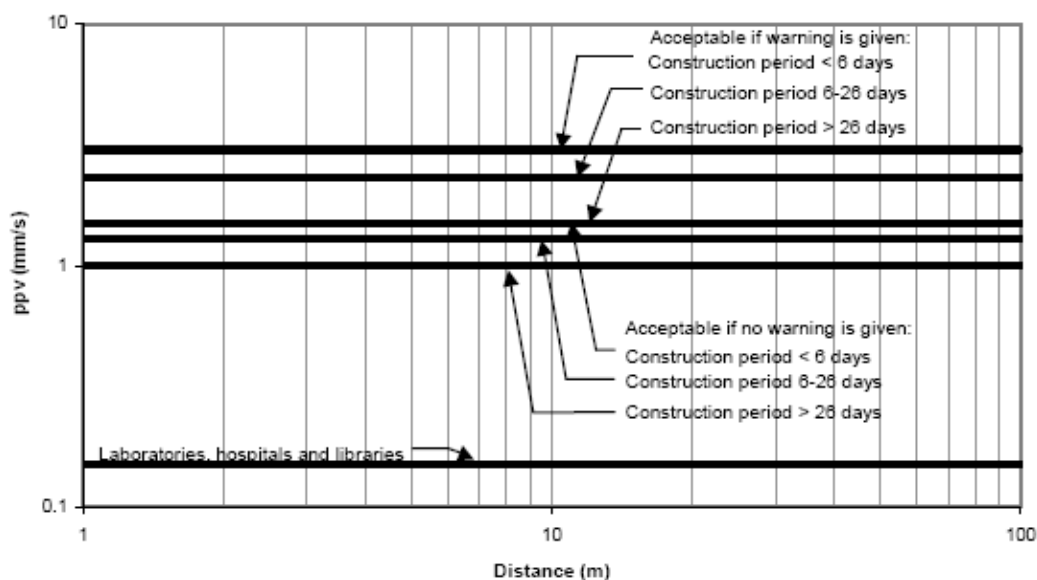 10
Acceptable if warning is given:
Construction period < 6 days
Construction period 6-26 days
Construction period > 26 days
ppv (mm/s)
1
Acceptable if no warning is given:
Construction period < 6 days
Construction period 6-26 days
Construction period > 26 days
Laboratories, hospitals and libraries
0.1
1
10
100
Distance (m)